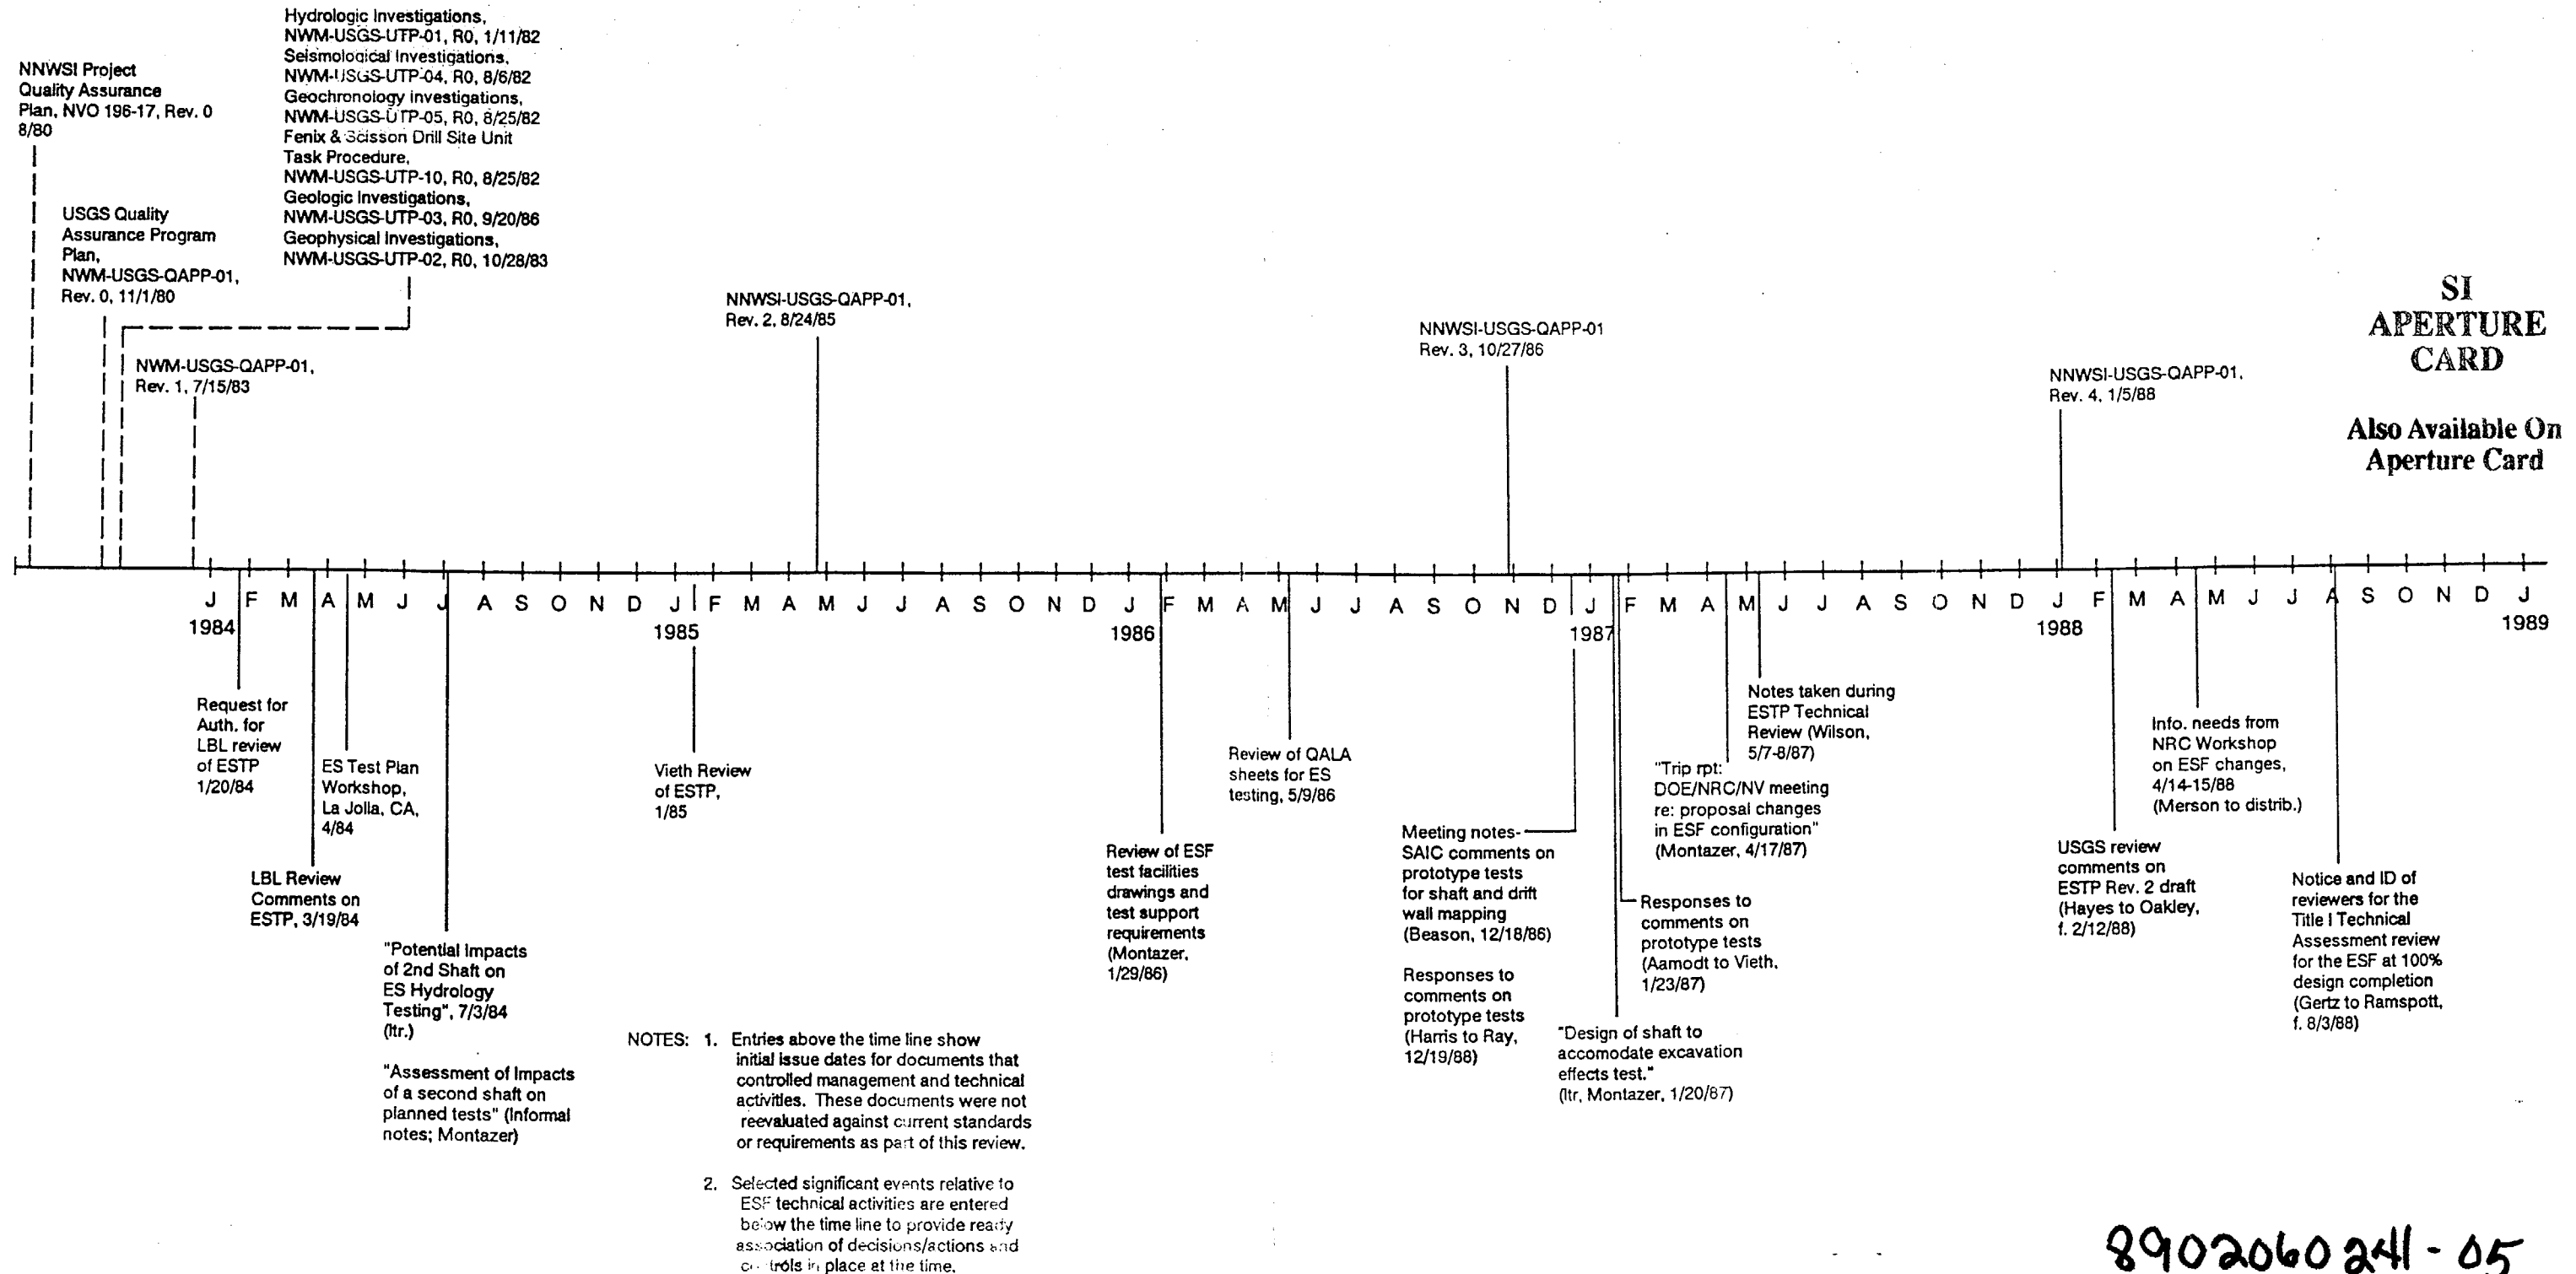 NNWSI Project
Quality Assurance
Plan, NVO 196-17, Rev. 0
8/80
USGS Quality
Assurance Program
Plan,
NWM-USGS-QAPP-01,
Rev. 0, 11/1/80
Hydrologic Investigations,
NWM-USGS-UTP-01, R0, 1/11/82
Seismological Investigations,
NWM-USGS-UTP-04, R0, 8/6/82
Geochronology investigations,
NWM-USGS-UTP-05, R0, 8/25/82
Fenix & Scisson Drill Site Unit
Task Procedure,
NWM-USGS-UTP-10, R0, 8/25/82
Geologic Investigations,
NWM-USGS-UTP-03, R0, 9/20/86
Geophysical Investigations,
NWM-USGS-UTP-02, R0, 10/28/83
NWM-USGS-QAPP-01,
Rev. 1, 7/15/83
NNWSI-USGS-QAPP-01,
Rev. 2, 8/24/85
NNWSI-USGS-QAPP-01
Rev. 3, 10/27/86
NNWSI-USGS-QAPP-01,
Rev. 4, 1/5/88
SI
APERTURE
CARD
Also Available On
Aperture Card
J F M A M J J A S O N D J F M A M J J A S O N D J F M A M J J A S O N D J F M A M J J A S O N D J F M A M J J A S O N D J
1984 1985 1986 1987 1988 1989
Request for
Auth. for
LBL review
of ESTP
1/20/84
LBL Review
Comments on
ESTP, 3/19/84
ES Test Plan
Workshop,
La Jolla, CA,
4/84
"Potential Impacts
of 2nd Shaft on
ES Hydrology
Testing", 7/3/84
(ltr.)
"Assessment of Impacts
of a second shaft on
planned tests" (Informal
notes; Montazer)
Vieth Review
of ESTP,
1/85
Review of ESF
test facilities
drawings and
test support
requirements
(Montazer,
1/29/86)
Review of QALA
sheets for ES
testing, 5/9/86
Meeting notes-
SAIC comments on
prototype tests
for shaft and drift
wall mapping
(Beason, 12/18/86)
Responses to
comments on
prototype tests
(Harris to Ray,
12/19/88)
"Design of shaft to
accomodate excavation
effects test."
(ltr, Montazer, 1/20/87)
Responses to
comments on
prototype tests
(Aamodt to Vieth,
1/23/87)
"Trip rpt:
DOE/NRC/NV meeting
re: proposal changes
in ESF configuration"
(Montazer, 4/17/87)
Notes taken during
ESTP Technical
Review (Wilson,
5/7-8/87)
USGS review
comments on
ESTP Rev. 2 draft
(Hayes to Oakley,
f. 2/12/88)
Info. needs from
NRC Workshop
on ESF changes,
4/14-15/88
(Merson to distrib.)
Notice and ID of
reviewers for the
Title I Technical
Assessment review
for the ESF at 100%
design completion
(Gertz to Ramspott,
f. 8/3/88)
NOTES: 1. Entries above the time line show
initial issue dates for documents that
controlled management and technical
activities. These documents were not
reevaluated against current standards
or requirements as part of this review.
2. Selected significant events relative to
ESF technical activities are entered
below the time line to provide ready
association of decisions/actions and
controls in place at the time.
8902060241-05